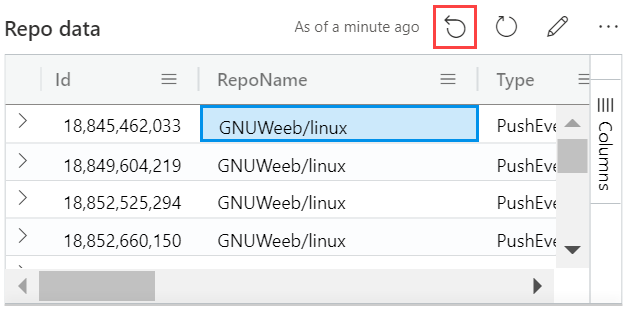 Repo data As of a minute ago
Id RepoName Type
18,845,462,033 GNUWeeb/linux PushEve
18,849,604,219 GNUWeeb/linux PushEve
18,852,525,294 GNUWeeb/linux PushEve
18,852,660,150 GNUWeeb/linux PushEve
Columns